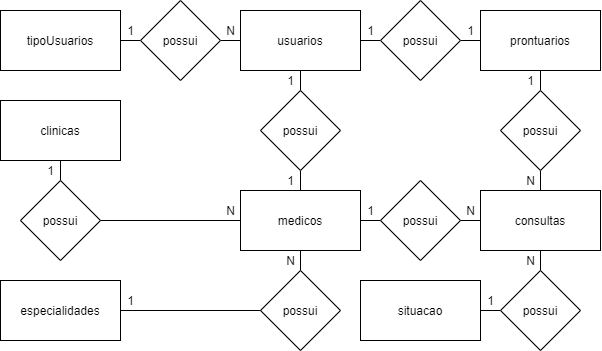 tipoUsuarios 1 possui N usuarios 1 possui 1 prontuarios
1 1
clinicas possui possui
1 1 N
possui N medicos 1 possui N consultas
N N
especialidades 1 possui situacao 1 possui